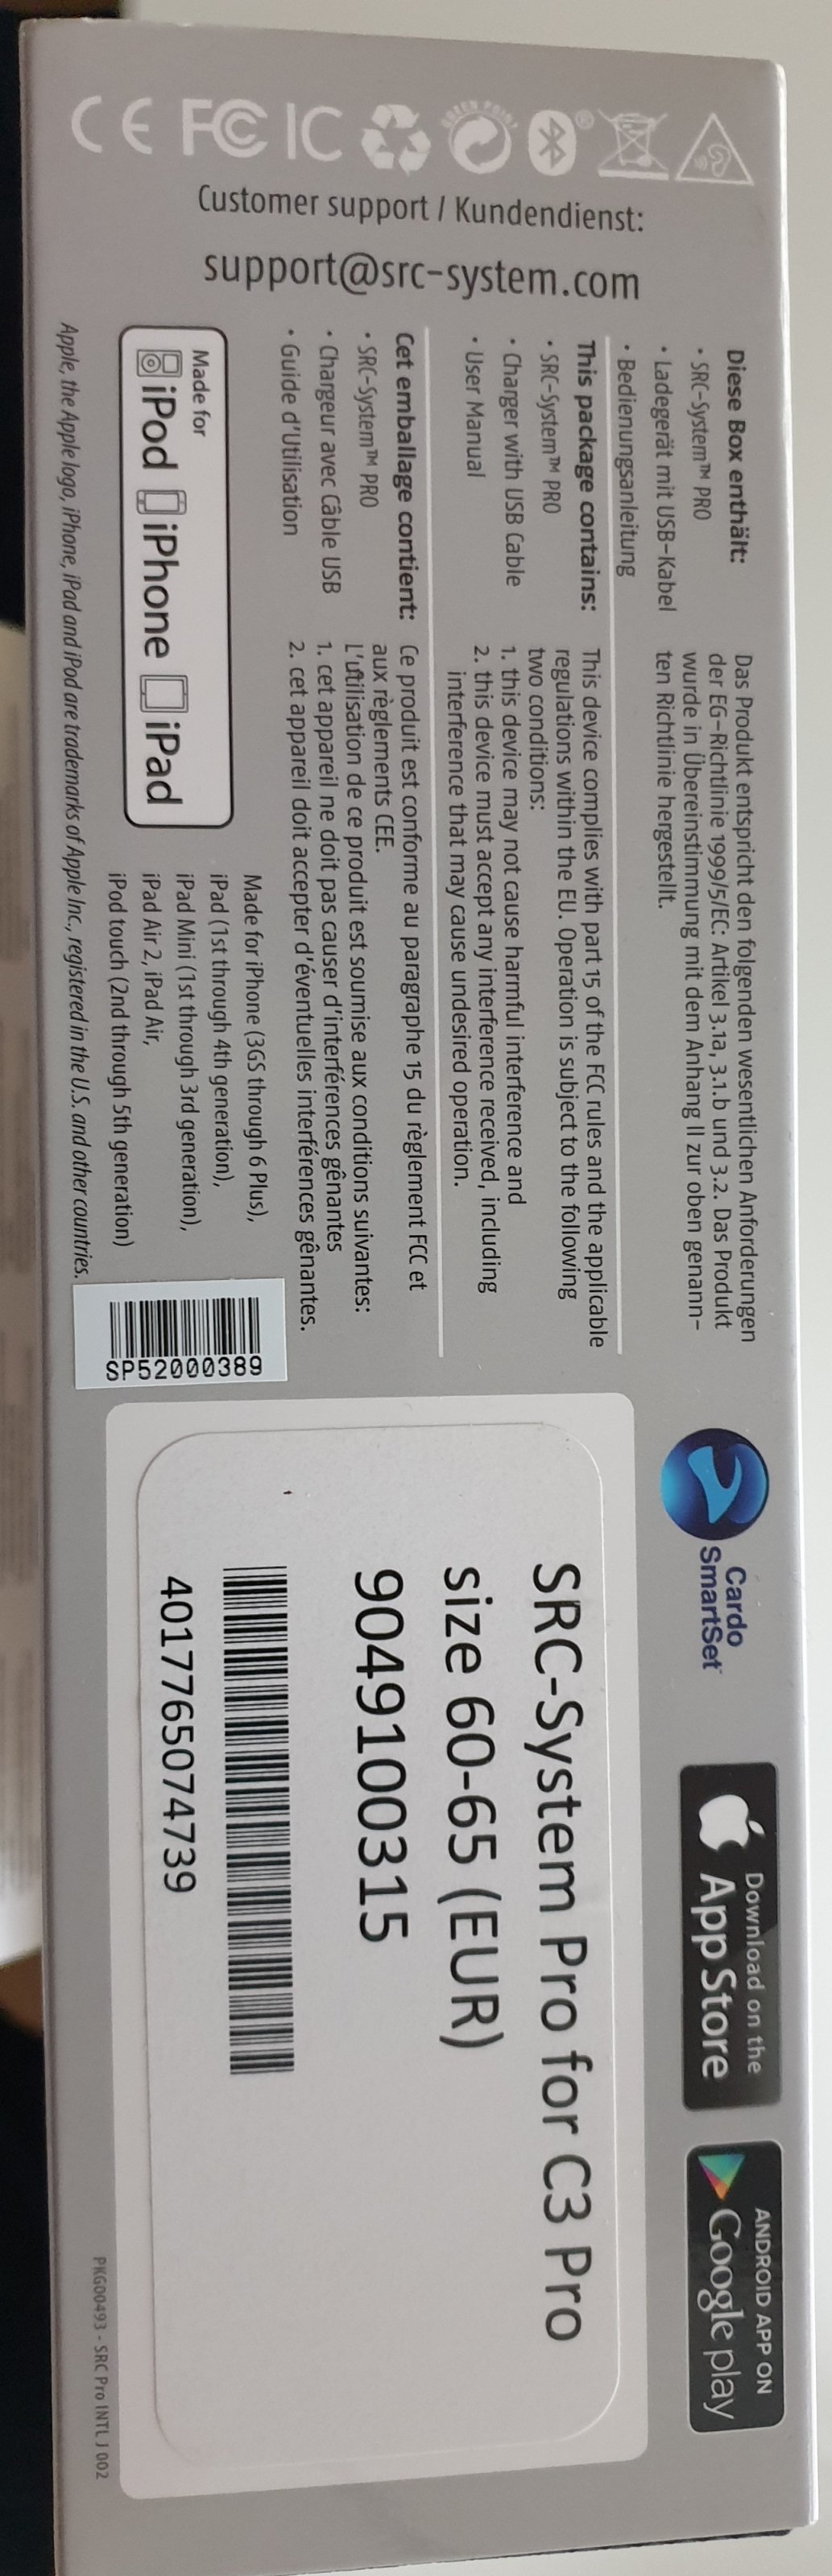 Customer support / Kundendienst:
support@src-system.com
Diese Box enthält:
• SRC-System™ PRO
• Ladegerät mit USB-Kabel
• Bedienungsanleitung
Das Produkt entspricht den folgenden wesentlichen Anforderungen
der EG-Richtlinie 1999/5/EC: Artikel 3.1a, 3.1.b und 3.2. Das Produkt
wurde in Übereinstimmung mit dem Anhang II zur oben genann-
ten Richtlinie hergestellt.
This package contains:
• SRC-System™ PRO
• Charger with USB Cable
• User Manual
This device complies with part 15 of the FCC rules and the applicable
regulations within the EU. Operation is subject to the following
two conditions:
1. this device may not cause harmful interference and
2. this device must accept any interference received, including
interference that may cause undesired operation.
Cet emballage contient:
• SRC-System™ PRO
• Chargeur avec Câble USB
• Guide d'Utilisation
Ce produit est conforme au paragraphe 15 du règlement FCC et
aux règlements CEE.
L'utilisation de ce produit est soumise aux conditions suivantes:
1. cet appareil ne doit pas causer d'interférences gênantes
2. cet appareil doit accepter d'éventuelles interférences gênantes.
Made for
iPod iPhone iPad
Made for iPhone (3GS through 6 Plus),
iPad (1st through 4th generation),
iPad Mini (1st through 3rd generation),
iPad Air 2, iPad Air,
iPod touch (2nd through 5th generation)
Apple, the Apple logo, iPhone, iPad and iPod are trademarks of Apple Inc., registered in the U.S. and other countries.
SP52000389
Cardo
SmartSet
Download on the
App Store
ANDROID APP ON
Google play
SRC-System Pro for C3 Pro
size 60-65 (EUR)
9049100315
4017765074739
PKG00493 - SRC Pro INTL J 002
CE FC IC
GREEN POINT